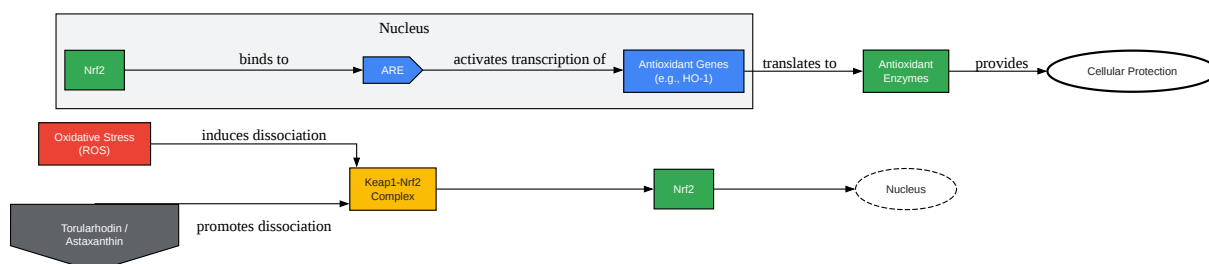 Nucleus
Nrf2
binds to
ARE
activates transcription of
Antioxidant Genes
(e.g., HO-1)
translates to
Antioxidant
Enzymes
provides
Cellular Protection
Oxidative Stress
(ROS)
induces dissociation
Keap1-Nrf2
Complex
Nrf2
Nucleus
Torularhodin /
Astaxanthin
promotes dissociation